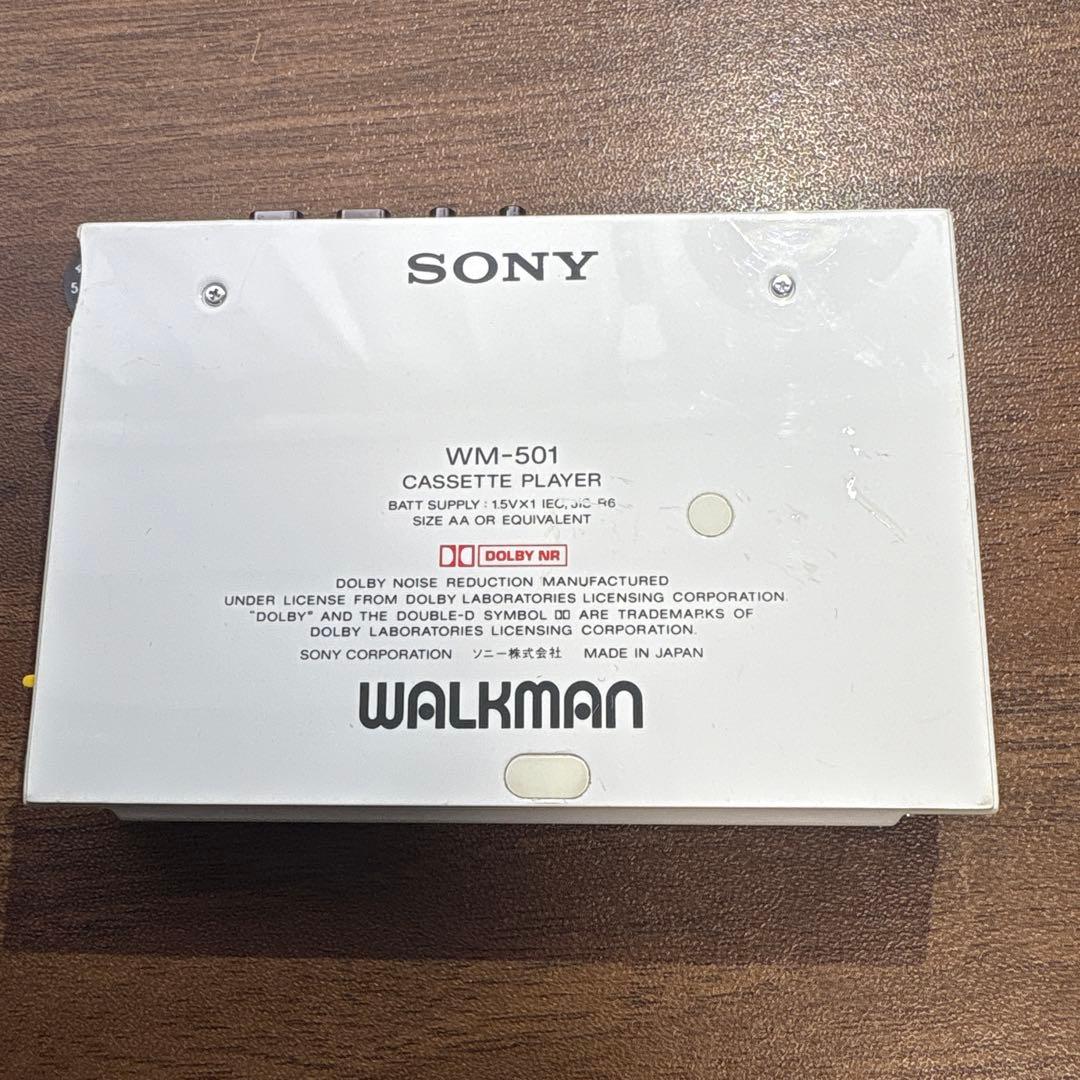 SONY
5
WM-501
CASSETTE PLAYER
BATT SUPPLY : 1.5V×1 IEC, JIS R6
SIZE AA OR EQUIVALENT
DOLBY NR
DOLBY NOISE REDUCTION MANUFACTURED
UNDER LICENSE FROM DOLBY LABORATORIES LICENSING CORPORATION.
"DOLBY" AND THE DOUBLE-D SYMBOL ARE TRADEMARKS OF
DOLBY LABORATORIES LICENSING CORPORATION.
SONY CORPORATION ソニー株式会社 MADE IN JAPAN
WALKMAN